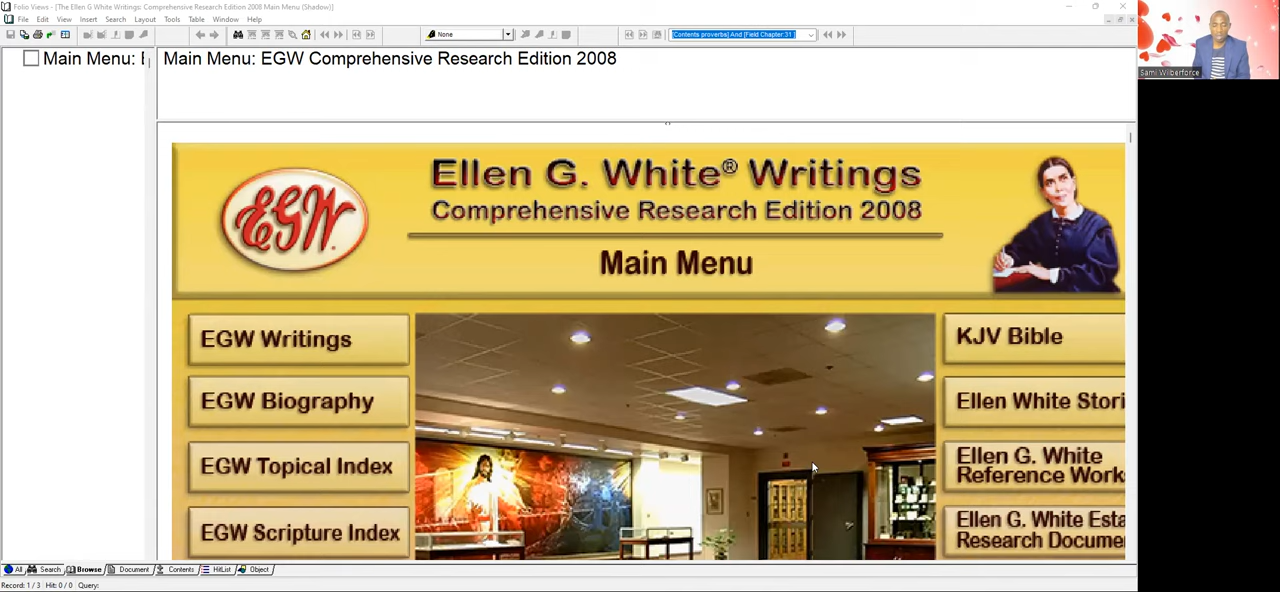 Folio Views - [The Ellen G White Writings: Comprehensive Research Edition 2008 Main Menu (Shadow)]
File Edit View Insert Search Layout Tools Table Window Help
None
[Contents proverbs] And [Field Chapter:31 ]
Main Menu: E
Main Menu: EGW Comprehensive Research Edition 2008
EGW
Ellen G. White® Writings
Comprehensive Research Edition 2008
Main Menu
EGW Writings
EGW Biography
EGW Topical Index
EGW Scripture Index
KJV Bible
Ellen White Stori
Ellen G. White
Reference Work
Ellen G. White Esta
Research Docume
All Search Browse Document Contents HitList Object
Record: 1 / 3 Hit: 0 / 0 Query:
Sami Wilberforce